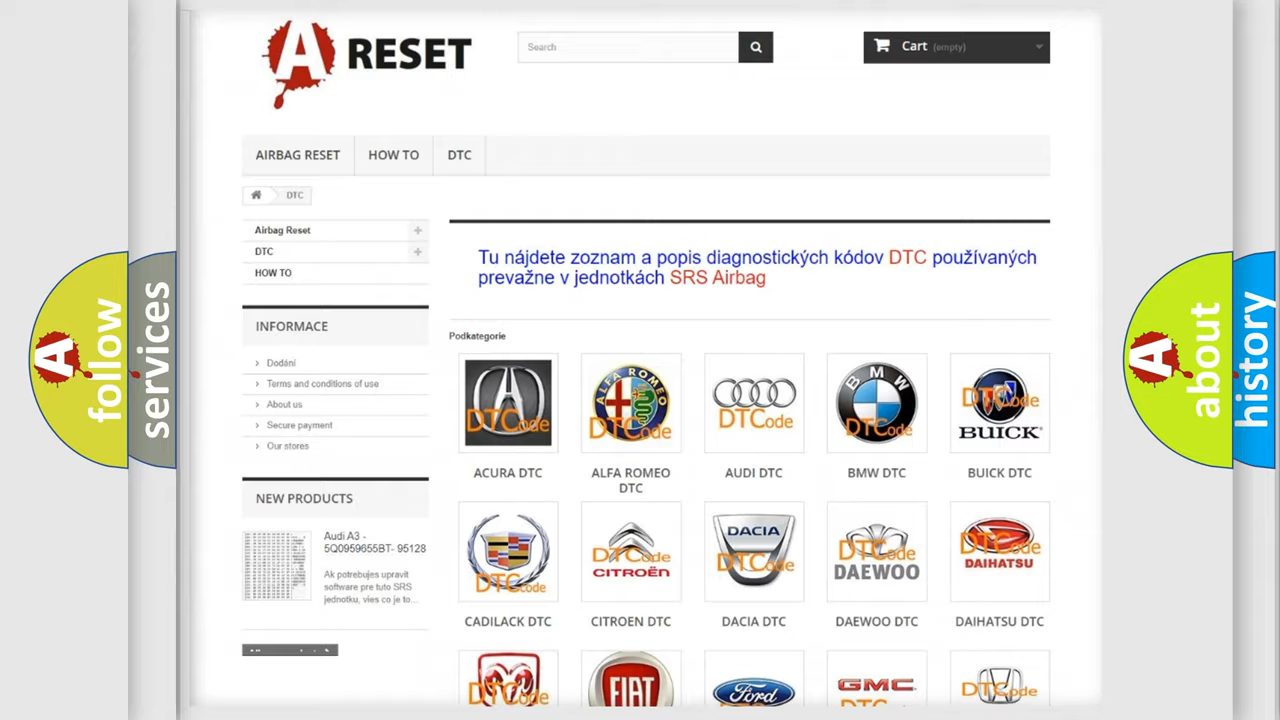 A RESET
Search
Cart (empty)
AIRBAG RESET
HOW TO
DTC
DTC
Airbag Reset
DTC
HOW TO
INFORMACE
Dodání
Terms and conditions of use
About us
Secure payment
Our stores
NEW PRODUCTS
Audi A3 -
5Q0959655BT- 95128
Ak potrebujes upravit
software pre tuto SRS
jednotku, vies co je to...
Tu nájdete zoznam a popis diagnostických kódov DTC používaných
prevažne v jednotkách SRS Airbag
Podkategorie
DTCode
ALFA ROMEO
DTCode
DTCode
BMW
DTCode
DTCode
BUICK
ACURA DTC
ALFA ROMEO
DTC
AUDI DTC
BMW DTC
BUICK DTC
DTCode
DTCode
CITROËN
DACIA
DTCode
DTCode
DAEWOO
DTCode
DAIHATSU
CADILACK DTC
CITROEN DTC
DACIA DTC
DAEWOO DTC
DAIHATSU DTC
DTCode
FIAT
Ford
GMC
DTCode
A follow
services
A about
history